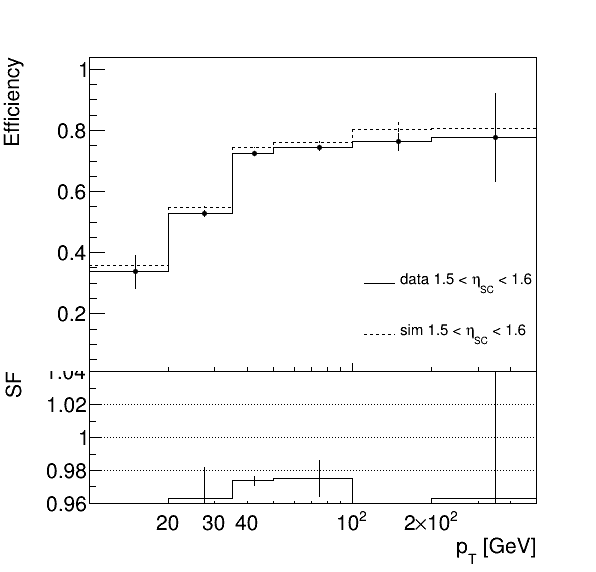 Efficiency
1
0.8
0.6
0.4
0.2
data 1.5 < η_SC < 1.6
sim 1.5 < η_SC < 1.6
SF
1.04
1.02
1
0.98
0.96
20 30 40 10² 2×10²
p_T [GeV]